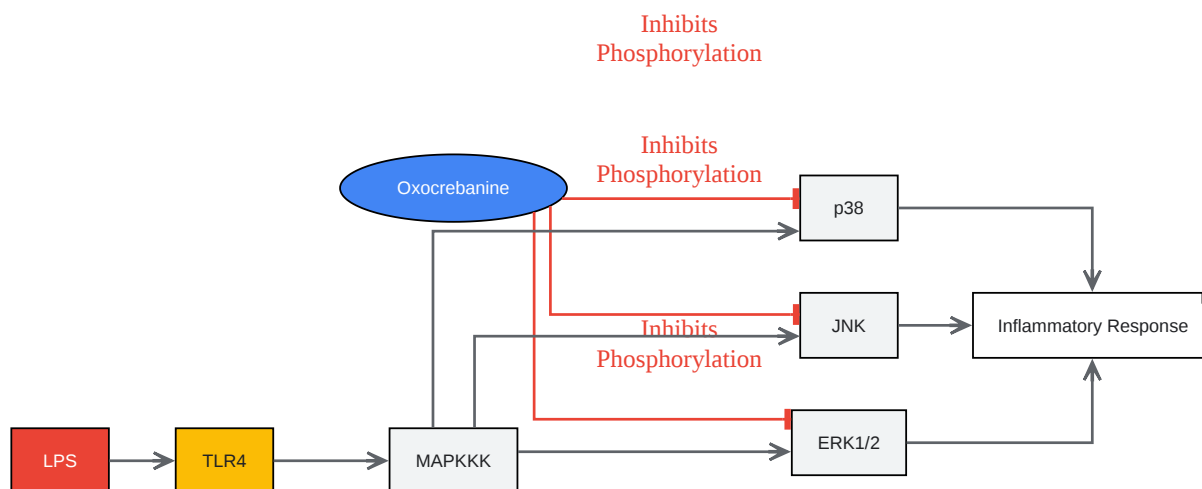 Inhibits
Phosphorylation
Inhibits
Phosphorylation
Oxocrebanine
p38
Inhibits
Phosphorylation
JNK
Inflammatory Response
LPS
TLR4
MAPKKK
ERK1/2